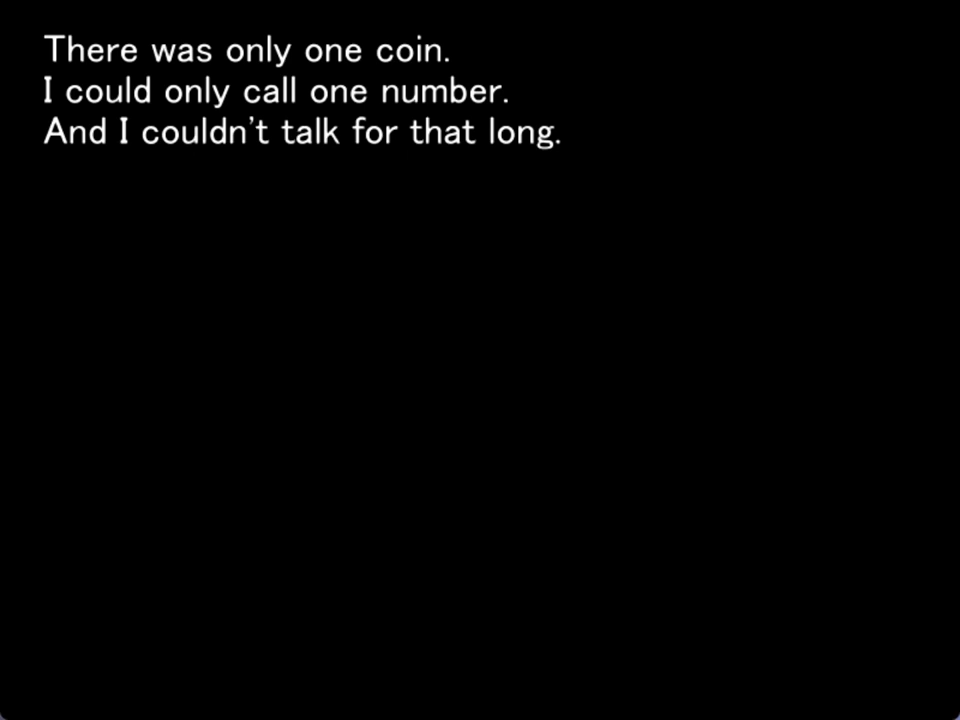 There was only one coin.
I could only call one number.
And I couldn't talk for that long.